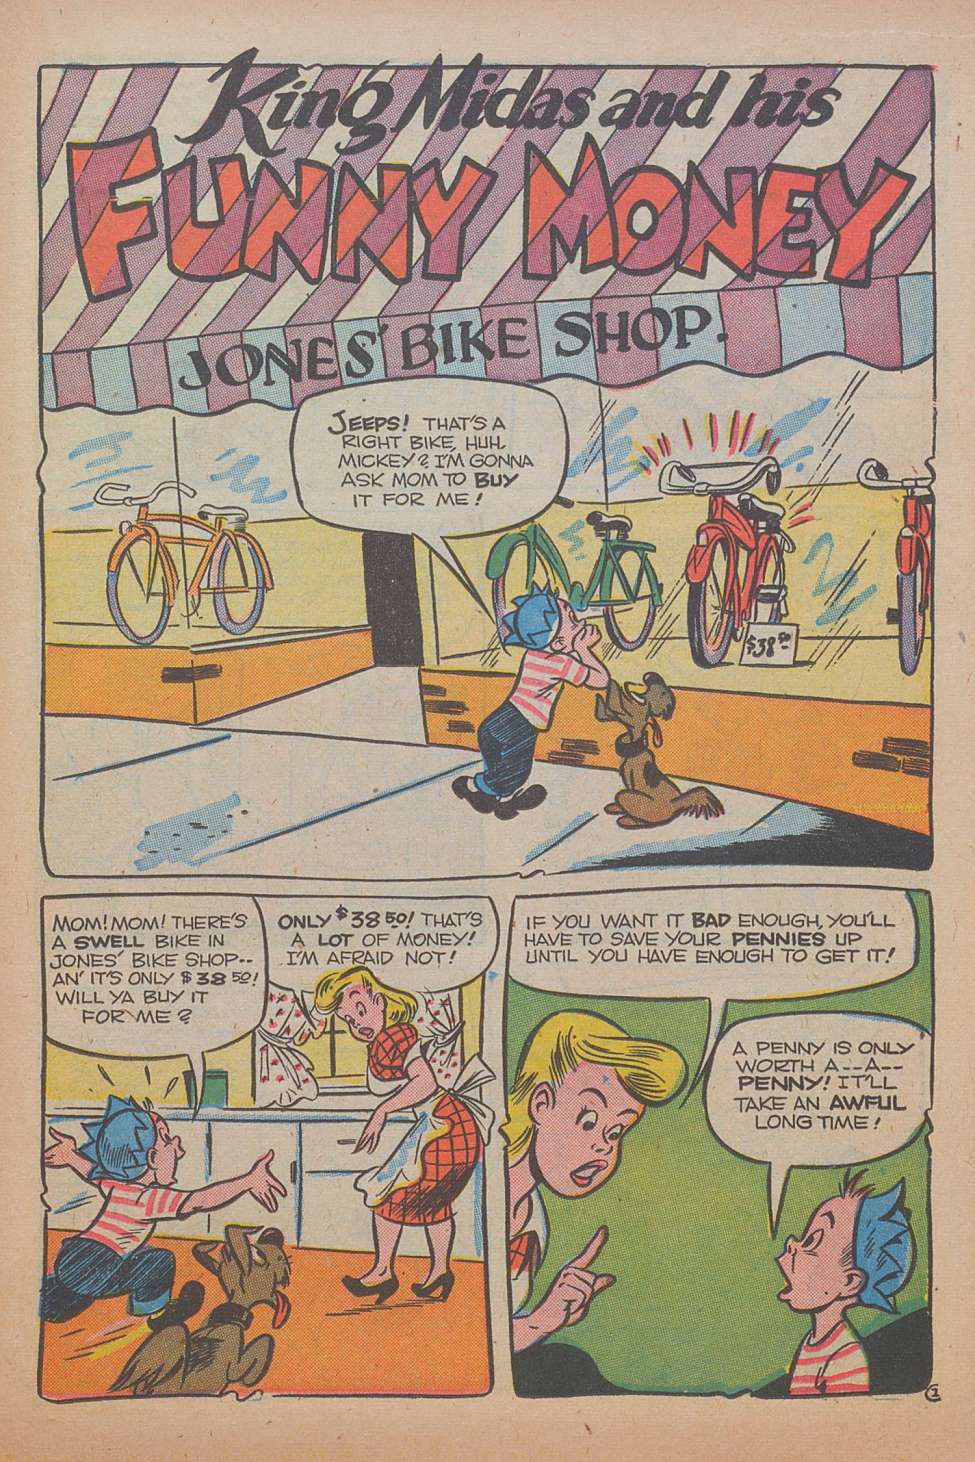 King Midas and his
FUNNY MONEY
JONES' BIKE SHOP.
JEEPS! THAT'S A
RIGHT BIKE, HUH,
MICKEY? I'M GONNA
ASK MOM TO BUY
IT FOR ME!
$38 50
MOM! MOM! THERE'S
A SWELL BIKE IN
JONES' BIKE SHOP--
AN' IT'S ONLY $38 50!
WILL YA BUY IT
FOR ME?
ONLY $38 50! THAT'S
A LOT OF MONEY!
I'M AFRAID NOT!
IF YOU WANT IT BAD ENOUGH, YOU'LL
HAVE TO SAVE YOUR PENNIES UP
UNTIL YOU HAVE ENOUGH TO GET IT!
A PENNY IS ONLY
WORTH A--A--
PENNY! IT'LL
TAKE AN AWFUL
LONG TIME!
1